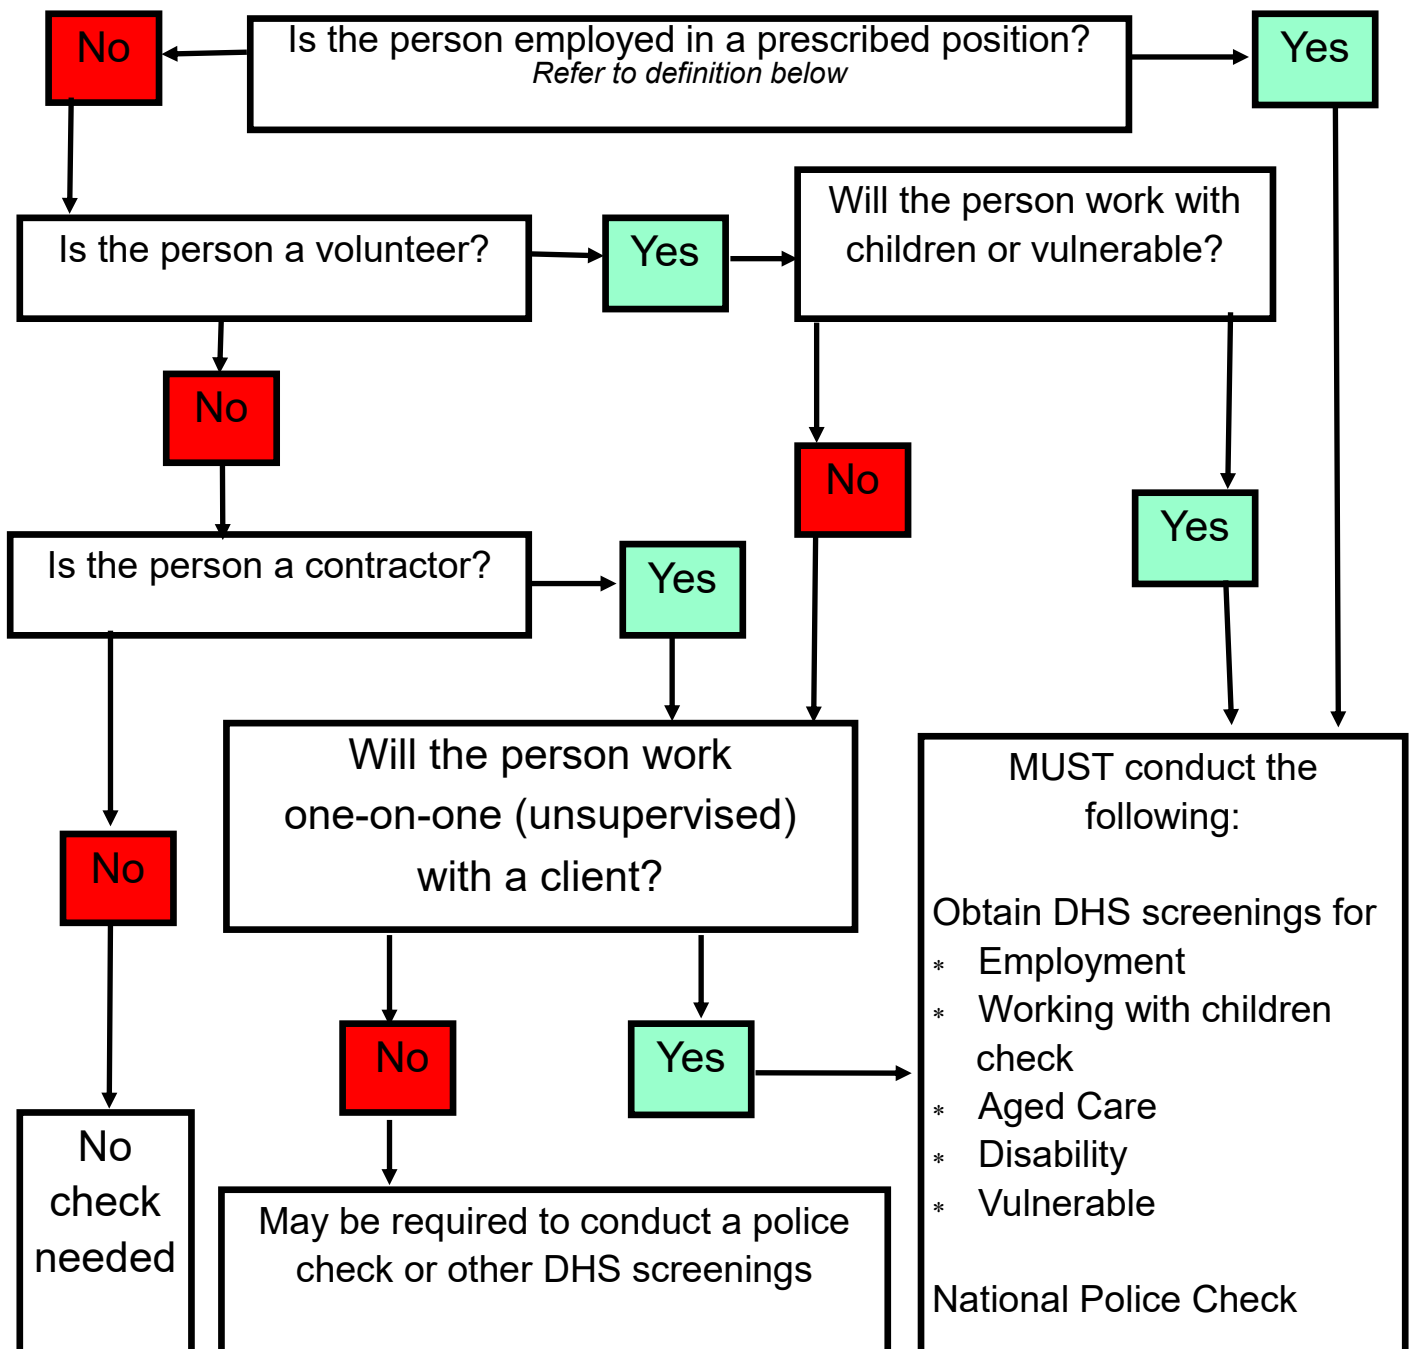 No
Is the person employed in a prescribed position?
Refer to definition below
Yes
Is the person a volunteer?
Yes
Will the person work with
children or vulnerable?
No
No
Yes
Is the person a contractor?
Yes
Will the person work
one-on-one (unsupervised)
with a client?
No
No
Yes
No
check
needed
May be required to conduct a police
check or other DHS screenings
MUST conduct the
following:
Obtain DHS screenings for
* Employment
* Working with children
check
* Aged Care
* Disability
* Vulnerable
National Police Check